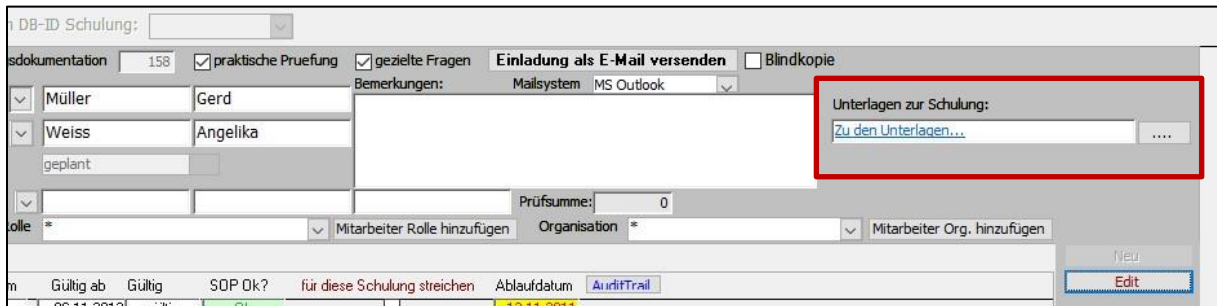 DB-ID Schulung:
sdokumentation 158 praktische Pruefung gezielte Fragen Einladung als E-Mail versenden Blindkopie
Bemerkungen: Mailsystem MS Outlook
Müller Gerd
Unterlagen zur Schulung:
Weiss Angelika
Zu den Unterlagen... ....
geplant
Prüfsumme: 0
olle * Mitarbeiter Rolle hinzufügen Organisation * Mitarbeiter Org. hinzufügen
Neu
m Gültig ab Gültig SOP Ok? für diese Schulung streichen Ablaufdatum AuditTrail Edit